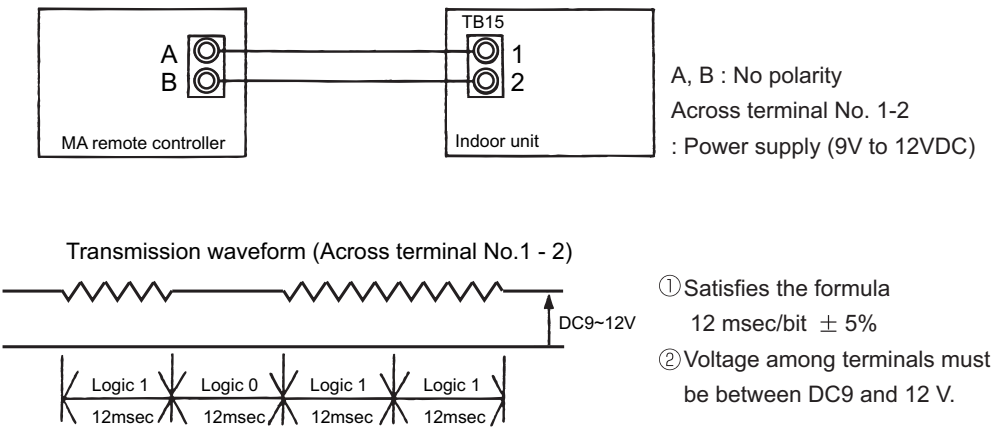 TB15
A
B
1
2
MA remote controller
Indoor unit
A, B : No polarity
Across terminal No. 1-2
: Power supply (9V to 12VDC)
Transmission waveform (Across terminal No.1 - 2)
DC9~12V
Logic 1 Logic 0 Logic 1 Logic 1
12msec 12msec 12msec 12msec
①Satisfies the formula
12 msec/bit ± 5%
②Voltage among terminals must
be between DC9 and 12 V.